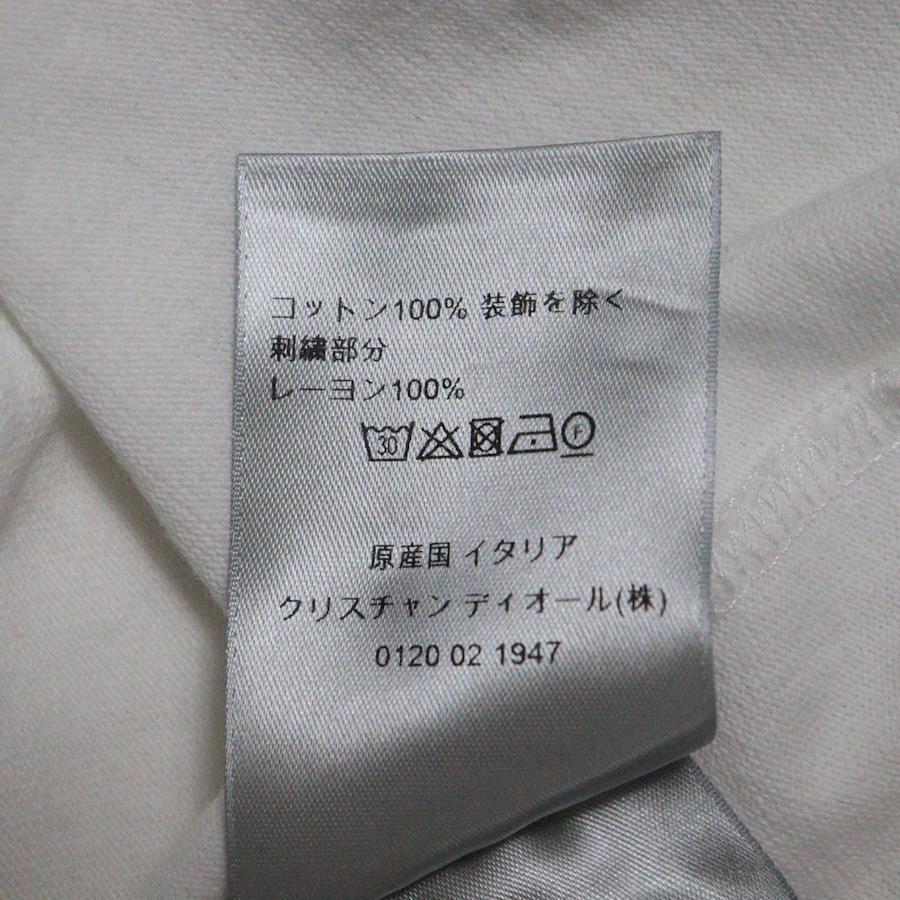 コットン100% 装飾を除く
刺繍部分
レーヨン100%
30 F
原産国 イタリア
クリスチャン ディオール(株)
0120 02 1947